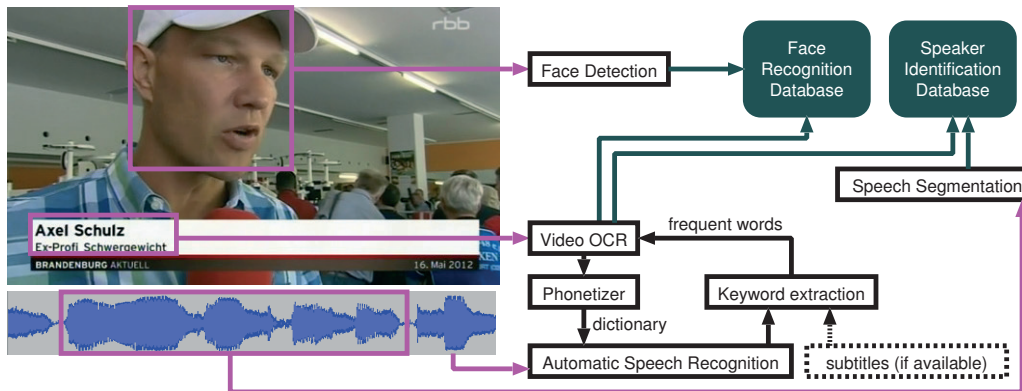 rbb
Axel Schulz
Ex-Profi Schwergewicht
BRANDENBURG AKTUELL
16. Mai 2012
Face Detection
Face
Recognition
Database
Speaker
Identification
Database
Speech Segmentation
Video OCR
frequent words
Phonetizer
Keyword extraction
dictionary
Automatic Speech Recognition
subtitles (if available)